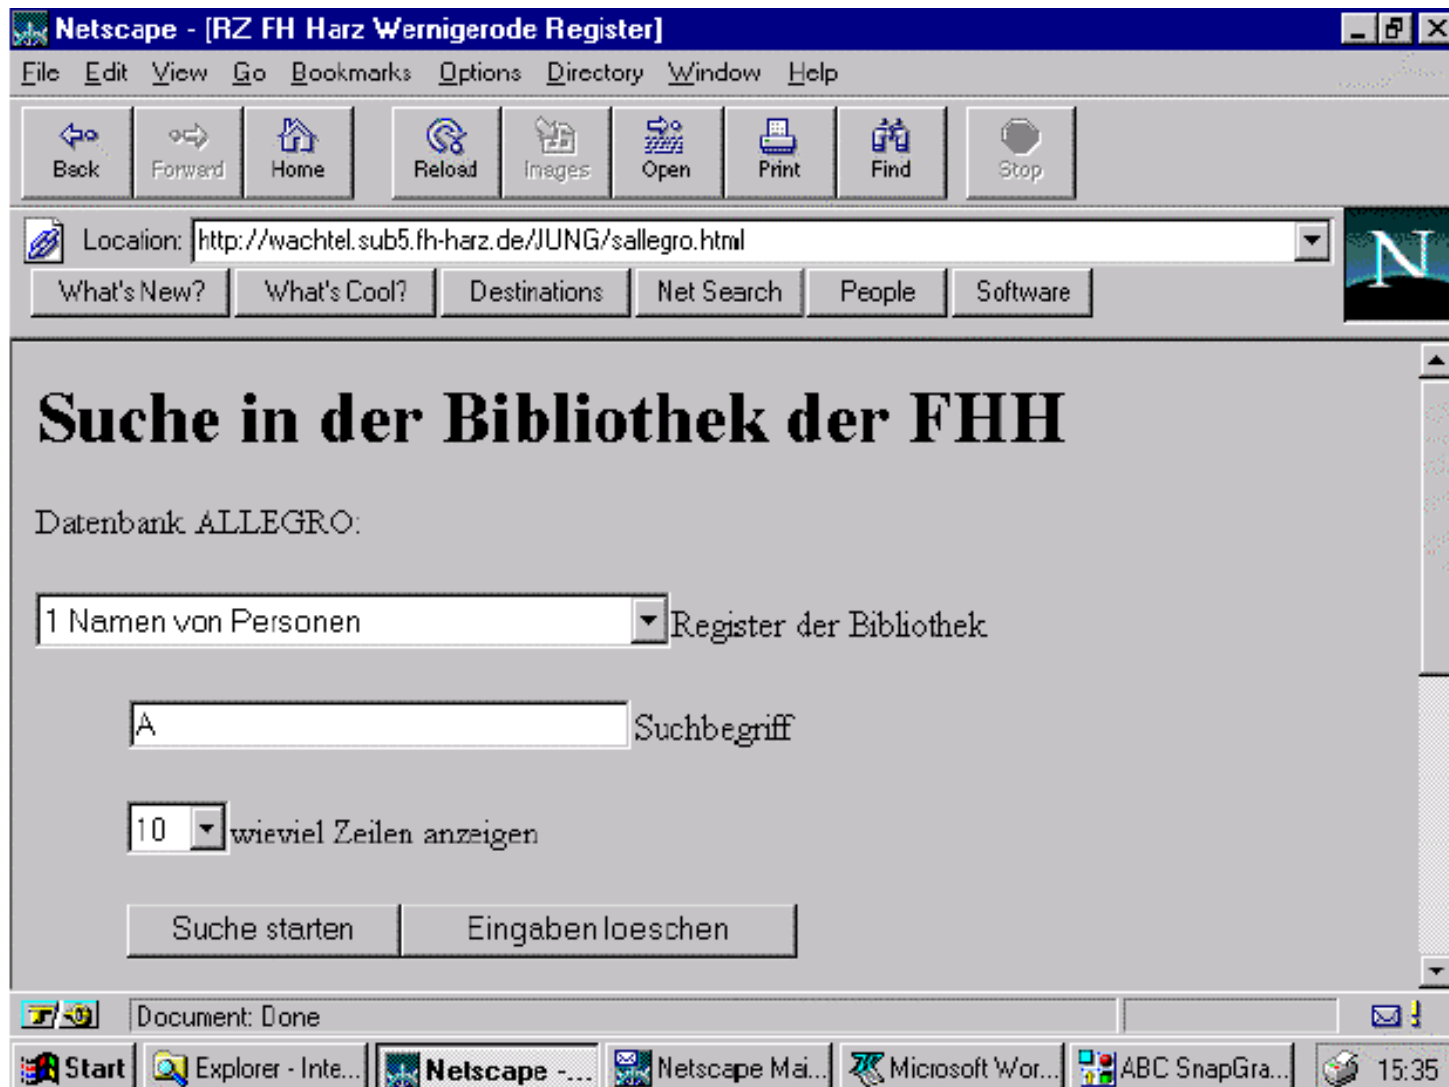 Netscape - [RZ FH Harz Wernigerode Register]
File Edit View Go Bookmarks Options Directory Window Help
Back Forward Home Reload Images Open Print Find Stop
Location: http://wachtel.sub5.fh-harz.de/JUNG/sallegro.html
N
What's New? What's Cool? Destinations Net Search People Software
Suche in der Bibliothek der FHH
Datenbank ALLEGRO:
1 Namen von Personen Register der Bibliothek
A Suchbegriff
10 wieviel Zeilen anzeigen
Suche starten Eingaben loeschen
Document: Done
Start Explorer - Inte... Netscape -... Netscape Mai... Microsoft Wor... ABC SnapGra... 15:35